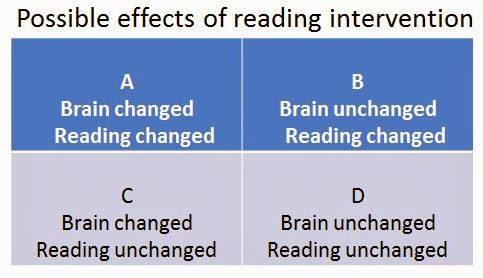 Possible effects of reading intervention
A
Brain changed
Reading changed
B
Brain unchanged
Reading changed
C
Brain changed
Reading unchanged
D
Brain unchanged
Reading unchanged